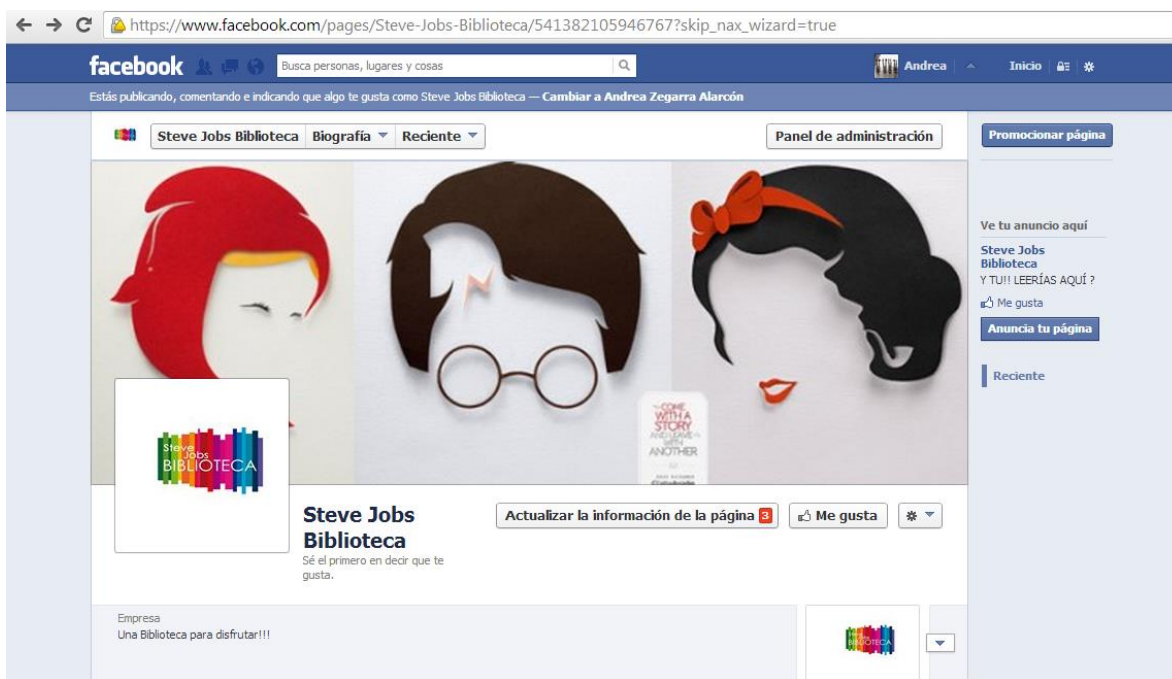 https://www.facebook.com/pages/Steve-Jobs-Biblioteca/541382105946767?skip_nax_wizard=true
facebook Busca personas, lugares y cosas Andrea Inicio
Estás publicando, comentando e indicando que algo te gusta como Steve Jobs Biblioteca — Cambiar a Andrea Zegarra Alarcón
Steve Jobs Biblioteca Biografía Reciente Panel de administración Promocionar página
Ve tu anuncio aquí
Steve Jobs
Biblioteca
Y TU!! LEERÍAS AQUÍ ?
Me gusta
Anuncia tu página
Reciente
COME
WITH A
STORY
AND LEAVE
WITH
ANOTHER
Steve
Jobs
BIBLIOTECA
Steve Jobs
Biblioteca
Actualizar la información de la página 3 Me gusta
Sé el primero en decir que te
gusta.
Empresa
Una Biblioteca para disfrutar!!!
BIBLIOTECA